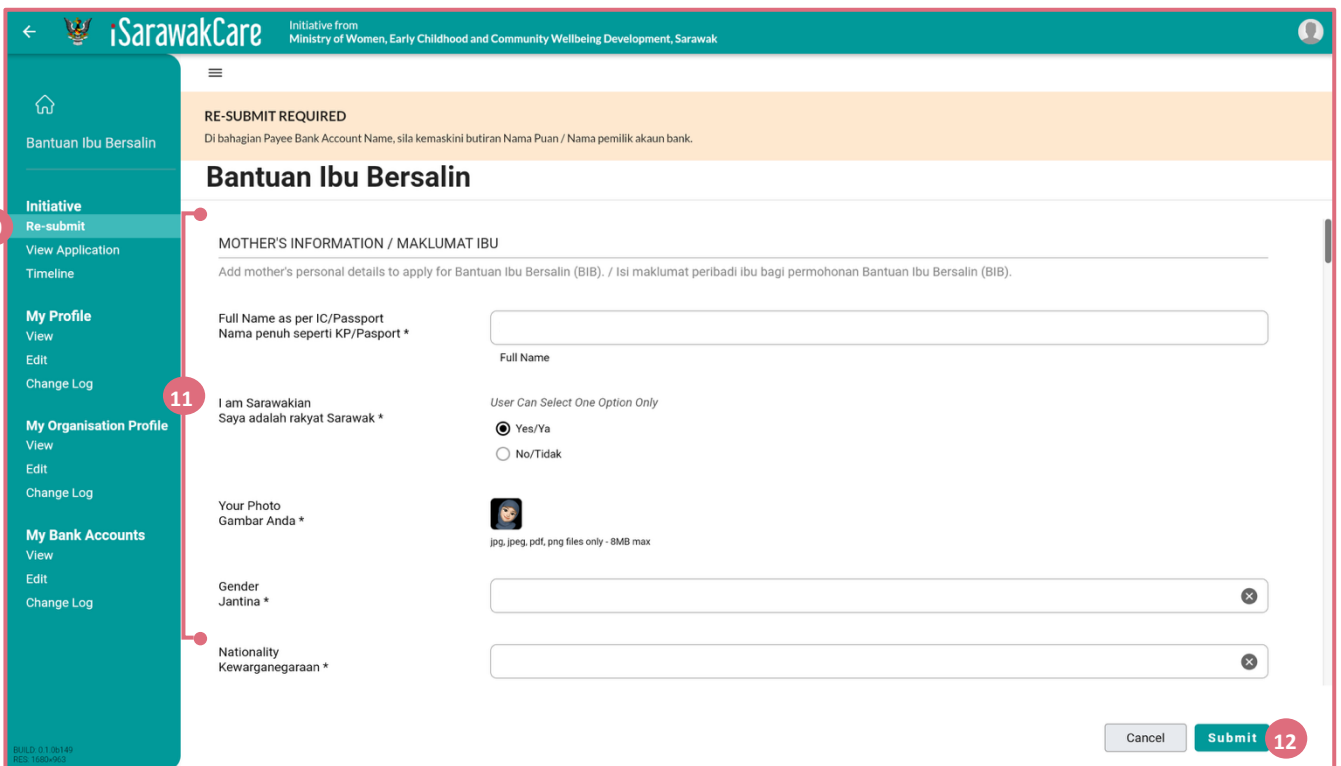 iSarawakCare
Initiative from
Ministry of Women, Early Childhood and Community Wellbeing Development, Sarawak
Bantuan Ibu Bersalin
Initiative
Re-submit
View Application
Timeline
My Profile
View
Edit
Change Log
My Organisation Profile
View
Edit
Change Log
My Bank Accounts
View
Edit
Change Log
BUILD: 0.1.0b149
RES: 1680x963
RE-SUBMIT REQUIRED
Di bahagian Payee Bank Account Name, sila kemaskini butiran Nama Puan / Nama pemilik akaun bank.
Bantuan Ibu Bersalin
11
MOTHER'S INFORMATION / MAKLUMAT IBU
Add mother's personal details to apply for Bantuan Ibu Bersalin (BIB). / Isi maklumat peribadi ibu bagi permohonan Bantuan Ibu Bersalin (BIB).
Full Name as per IC/Passport
Nama penuh seperti KP/Pasport *
Full Name
I am Sarawakian
Saya adalah rakyat Sarawak *
User Can Select One Option Only
Yes/Ya
No/Tidak
Your Photo
Gambar Anda *
jpg, jpeg, pdf, png files only - 8MB max
Gender
Jantina *
Nationality
Kewarganegaraan *
Cancel
Submit
12